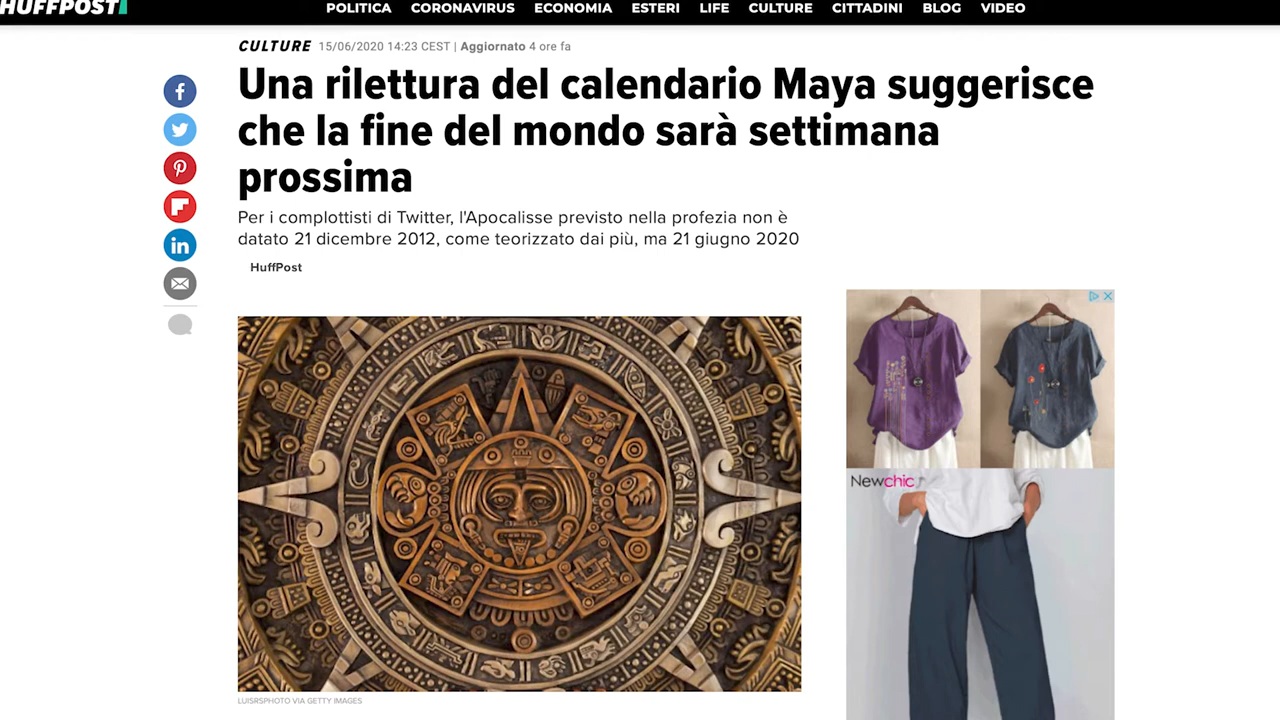 HUFFPOST
POLITICA CORONAVIRUS ECONOMIA ESTERI LIFE CULTURE CITTADINI BLOG VIDEO
CULTURE 15/06/2020 14:23 CEST | Aggiornato 4 ore fa
Una rilettura del calendario Maya suggerisce
che la fine del mondo sarà settimana
prossima
Per i complottisti di Twitter, l'Apocalisse previsto nella profezia non è
datato 21 dicembre 2012, come teorizzato dai più, ma 21 giugno 2020
HuffPost
Newchic
LUISRSPHOTO VIA GETTY IMAGES